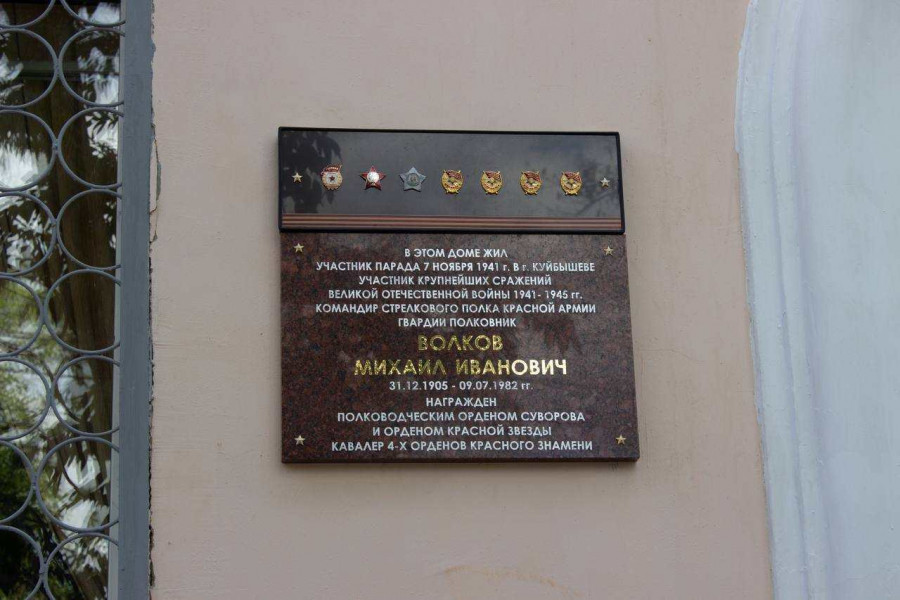 В ЭТОМ ДОМЕ ЖИЛ
УЧАСТНИК ПАРАДА 7 НОЯБРЯ 1941 г. В г. КУЙБЫШЕВЕ
УЧАСТНИК КРУПНЕЙШИХ СРАЖЕНИЙ
ВЕЛИКОЙ ОТЕЧЕСТВЕННОЙ ВОЙНЫ 1941- 1945 гг.
КОМАНДИР СТРЕЛКОВОГО ПОЛКА КРАСНОЙ АРМИИ
ГВАРДИИ ПОЛКОВНИК
ВОЛКОВ
МИХАИЛ ИВАНОВИЧ
31.12.1905 - 09.07.1982 гг.
НАГРАЖДЕН
ПОЛКОВОДЧЕСКИМ ОРДЕНОМ СУВОРОВА
И ОРДЕНОМ КРАСНОЙ ЗВЕЗДЫ
КАВАЛЕР 4-Х ОРДЕНОВ КРАСНОГО ЗНАМЕНИ